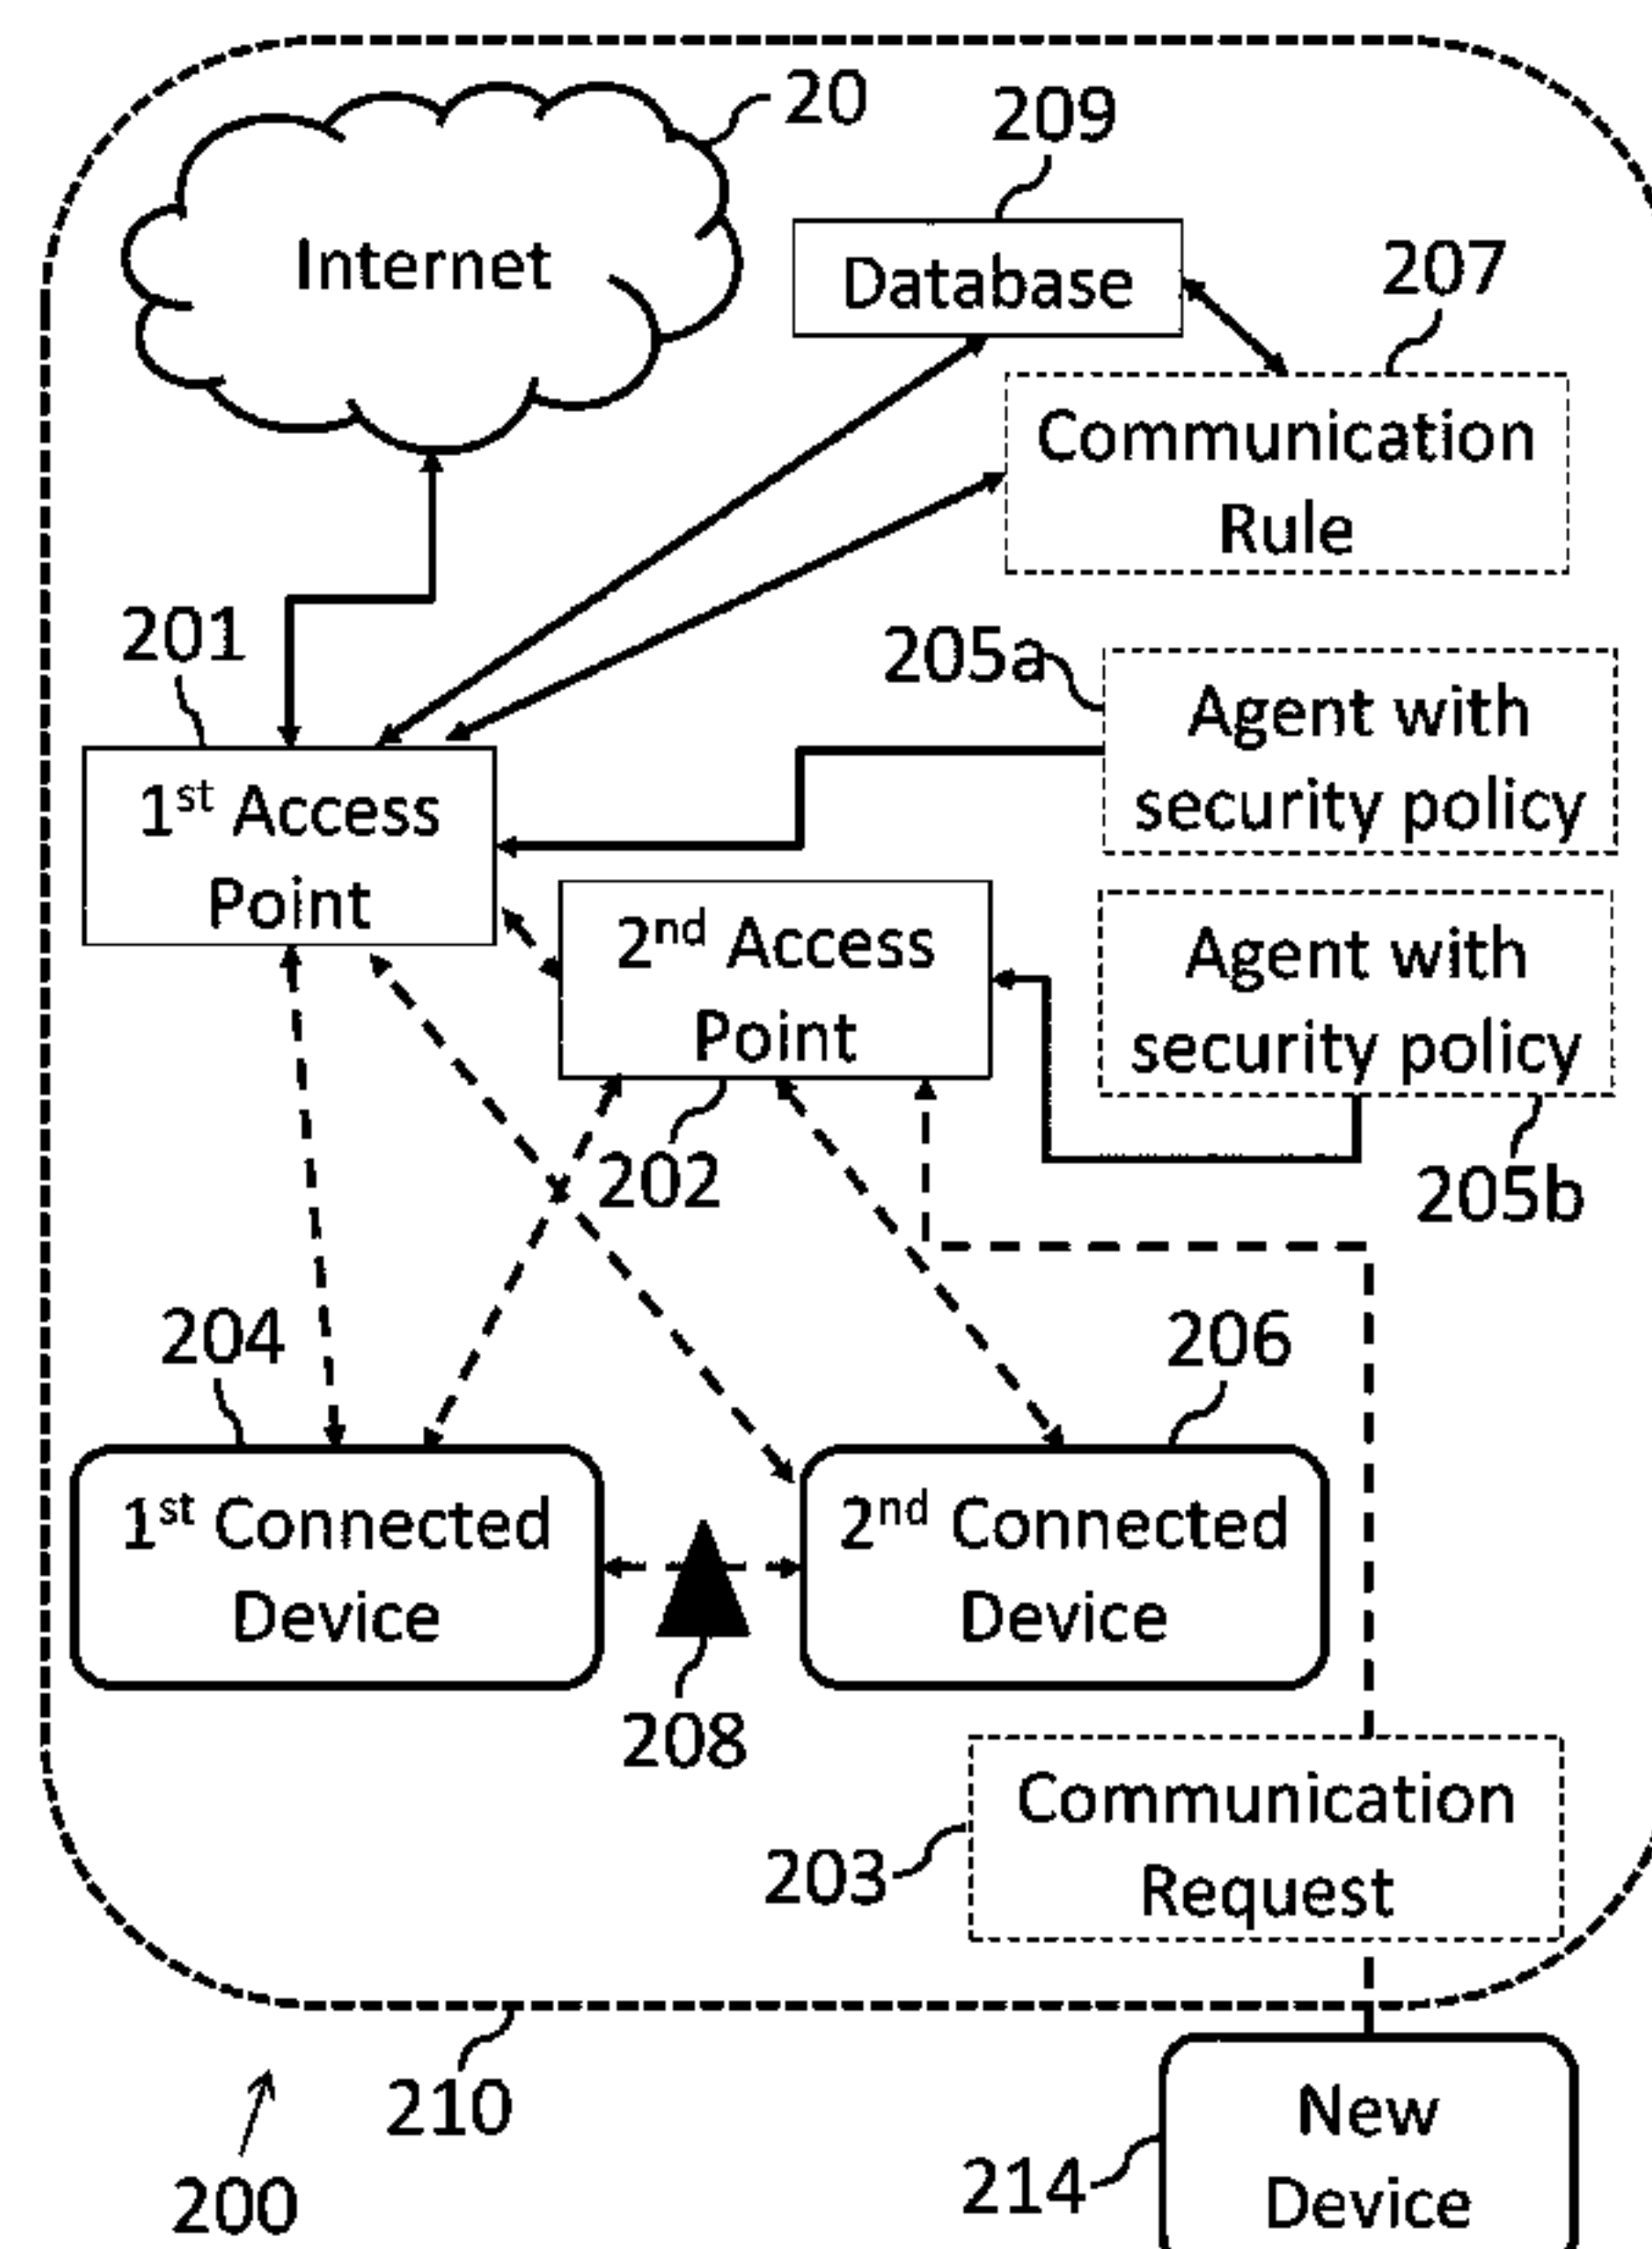 20
209
Internet
Database
207
Communication
Rule
201
205a
Agent with
security policy
1st Access
Point
2nd Access
Point
Agent with
security policy
202
205b
204
206
1st Connected
Device
2nd Connected
Device
208
Communication
Request
203
210
200
New
Device
214